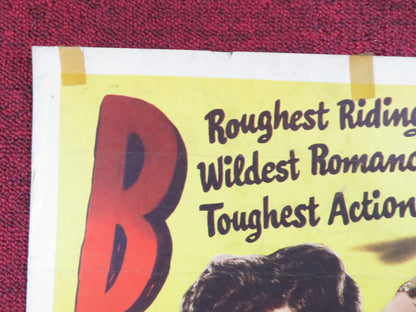 B
Roughest Riding
Wildest Romanc
Toughest Action